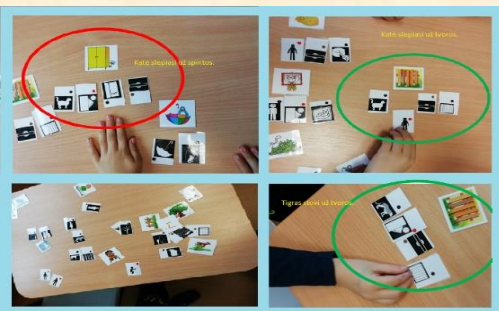 Katė slepiasi už spintos.
Katė slepiasi už tvoros.
Tigras stovi už tvoros.